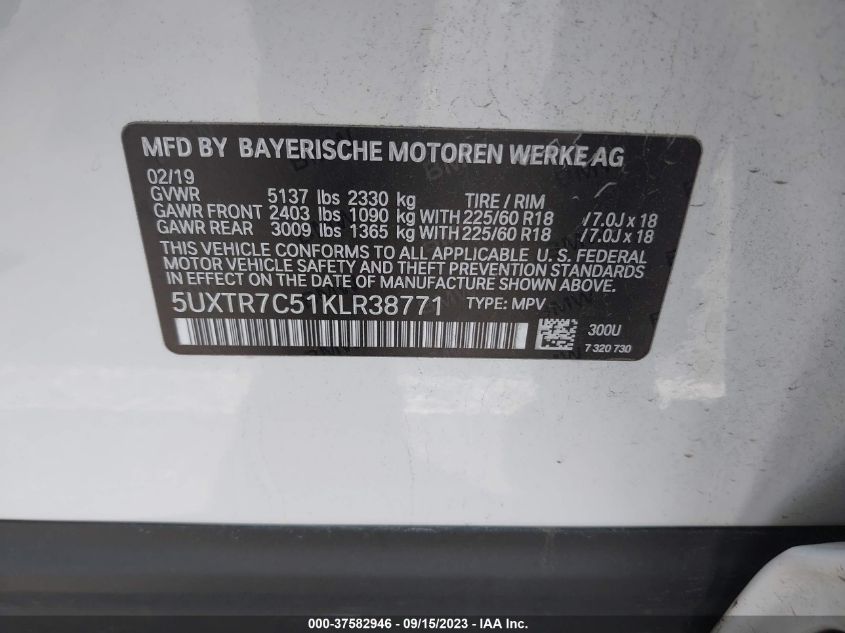 MFD BY BAYERISCHE MOTOREN WERKE AG
02/19
GVWR 5137 lbs 2330 kg TIRE / RIM
GAWR FRONT 2403 lbs 1090 kg WITH 225/60 R18 / 7.0J x 18
GAWR REAR 3009 lbs 1365 kg WITH 225/60 R18 / 7.0J x 18
THIS VEHICLE CONFORMS TO ALL APPLICABLE U. S. FEDERAL
MOTOR VEHICLE SAFETY AND THEFT PREVENTION STANDARDS
IN EFFECT ON THE DATE OF MANUFACTURE SHOWN ABOVE.
5UXTR7C51KLR38771 TYPE: MPV
300U
7 320 730
000-37582946 - 09/15/2023 - © IAA Inc.